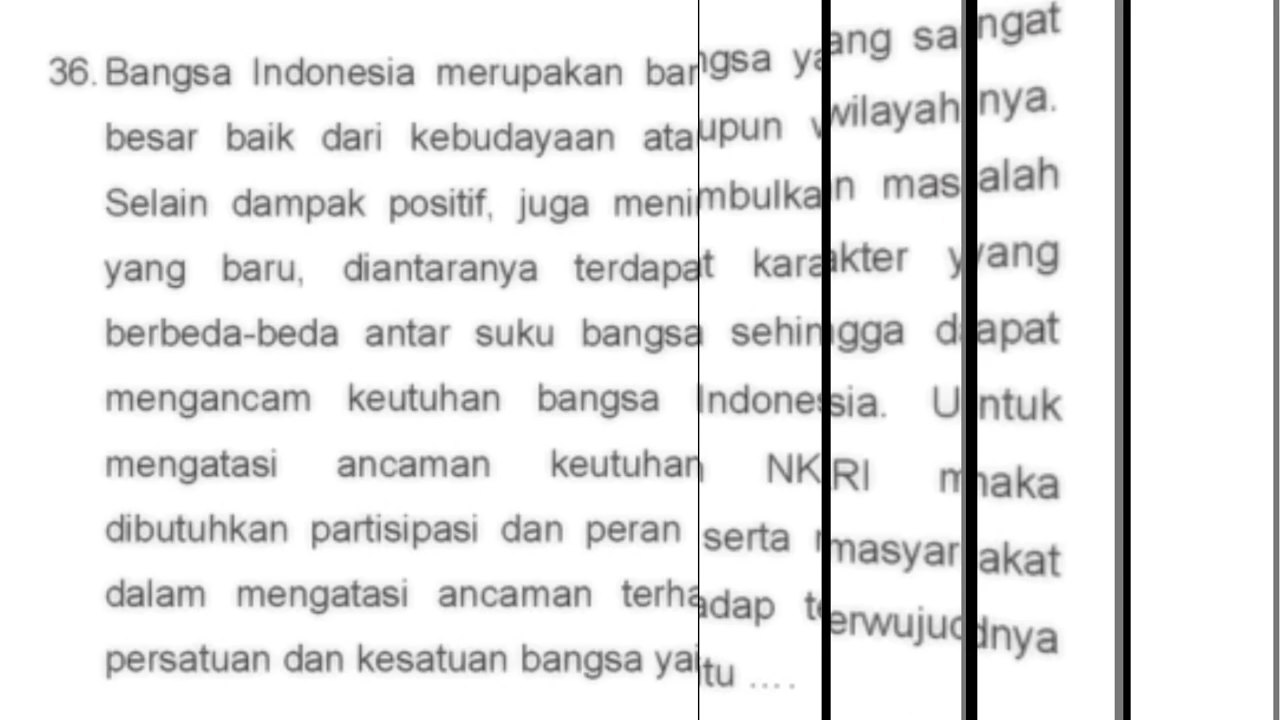 36. Bangsa Indonesia merupakan bangsa yang sangat
besar baik dari kebudayaan ataupun wilayahnya.
Selain dampak positif, juga menimbulkan masalah
yang baru, diantaranya terdapat karakter yang
berbeda-beda antar suku bangsa sehingga dapat
mengancam keutuhan bangsa Indonesia. Untuk
mengatasi ancaman keutuhan NKRI maka
dibutuhkan partisipasi dan peran serta masyarakat
dalam mengatasi ancaman terhadap terwujudnya
persatuan dan kesatuan bangsa yaitu ....